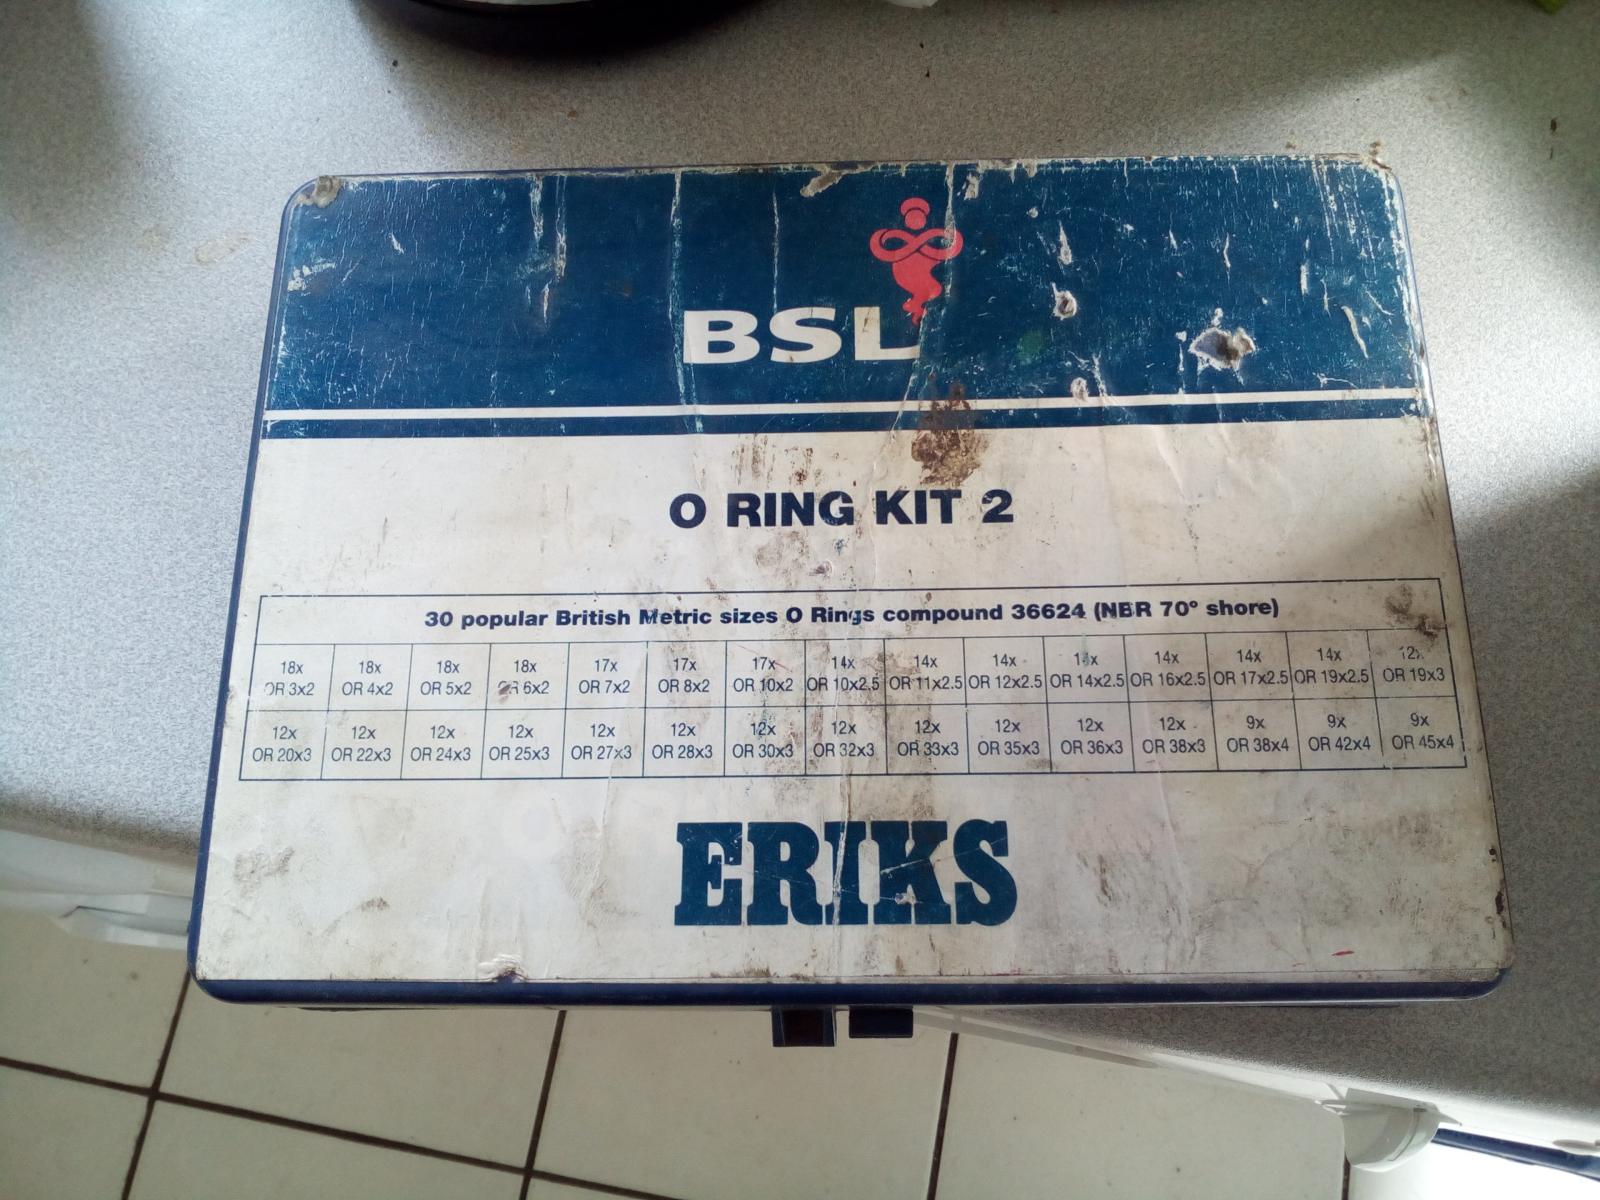 BSL
O RING KIT 2
30 popular British Metric sizes O Rings compound 36624 (NBR 70° shore)
18x 18x 18x 18x 17x 17x 17x 14x 14x 14x 14x 14x 14x 14x 12x
OR 3x2 OR 4x2 OR 5x2 OR 6x2 OR 7x2 OR 8x2 OR 10x2 OR 10x2.5 OR 11x2.5 OR 12x2.5 OR 14x2.5 OR 16x2.5 OR 17x2.5 OR 19x2.5 OR 19x3
12x 12x 12x 12x 12x 12x 12x 12x 12x 12x 12x 12x 9x 9x 9x
OR 20x3 OR 22x3 OR 24x3 OR 25x3 OR 27x3 OR 28x3 OR 30x3 OR 32x3 OR 33x3 OR 35x3 OR 36x3 OR 38x3 OR 38x4 OR 42x4 OR 45x4
ERIKS